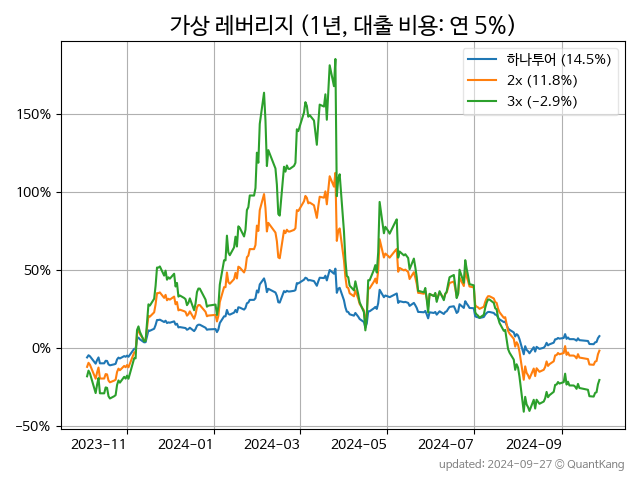 가상 레버리지 (1년, 대출 비용: 연 5%)
하나투어 (14.5%)
2x (11.8%)
3x (−2.9%)
150%
100%
50%
0%
−50%
2023-11 2024-01 2024-03 2024-05 2024-07 2024-09
updated: 2024-09-27 © QuantKang